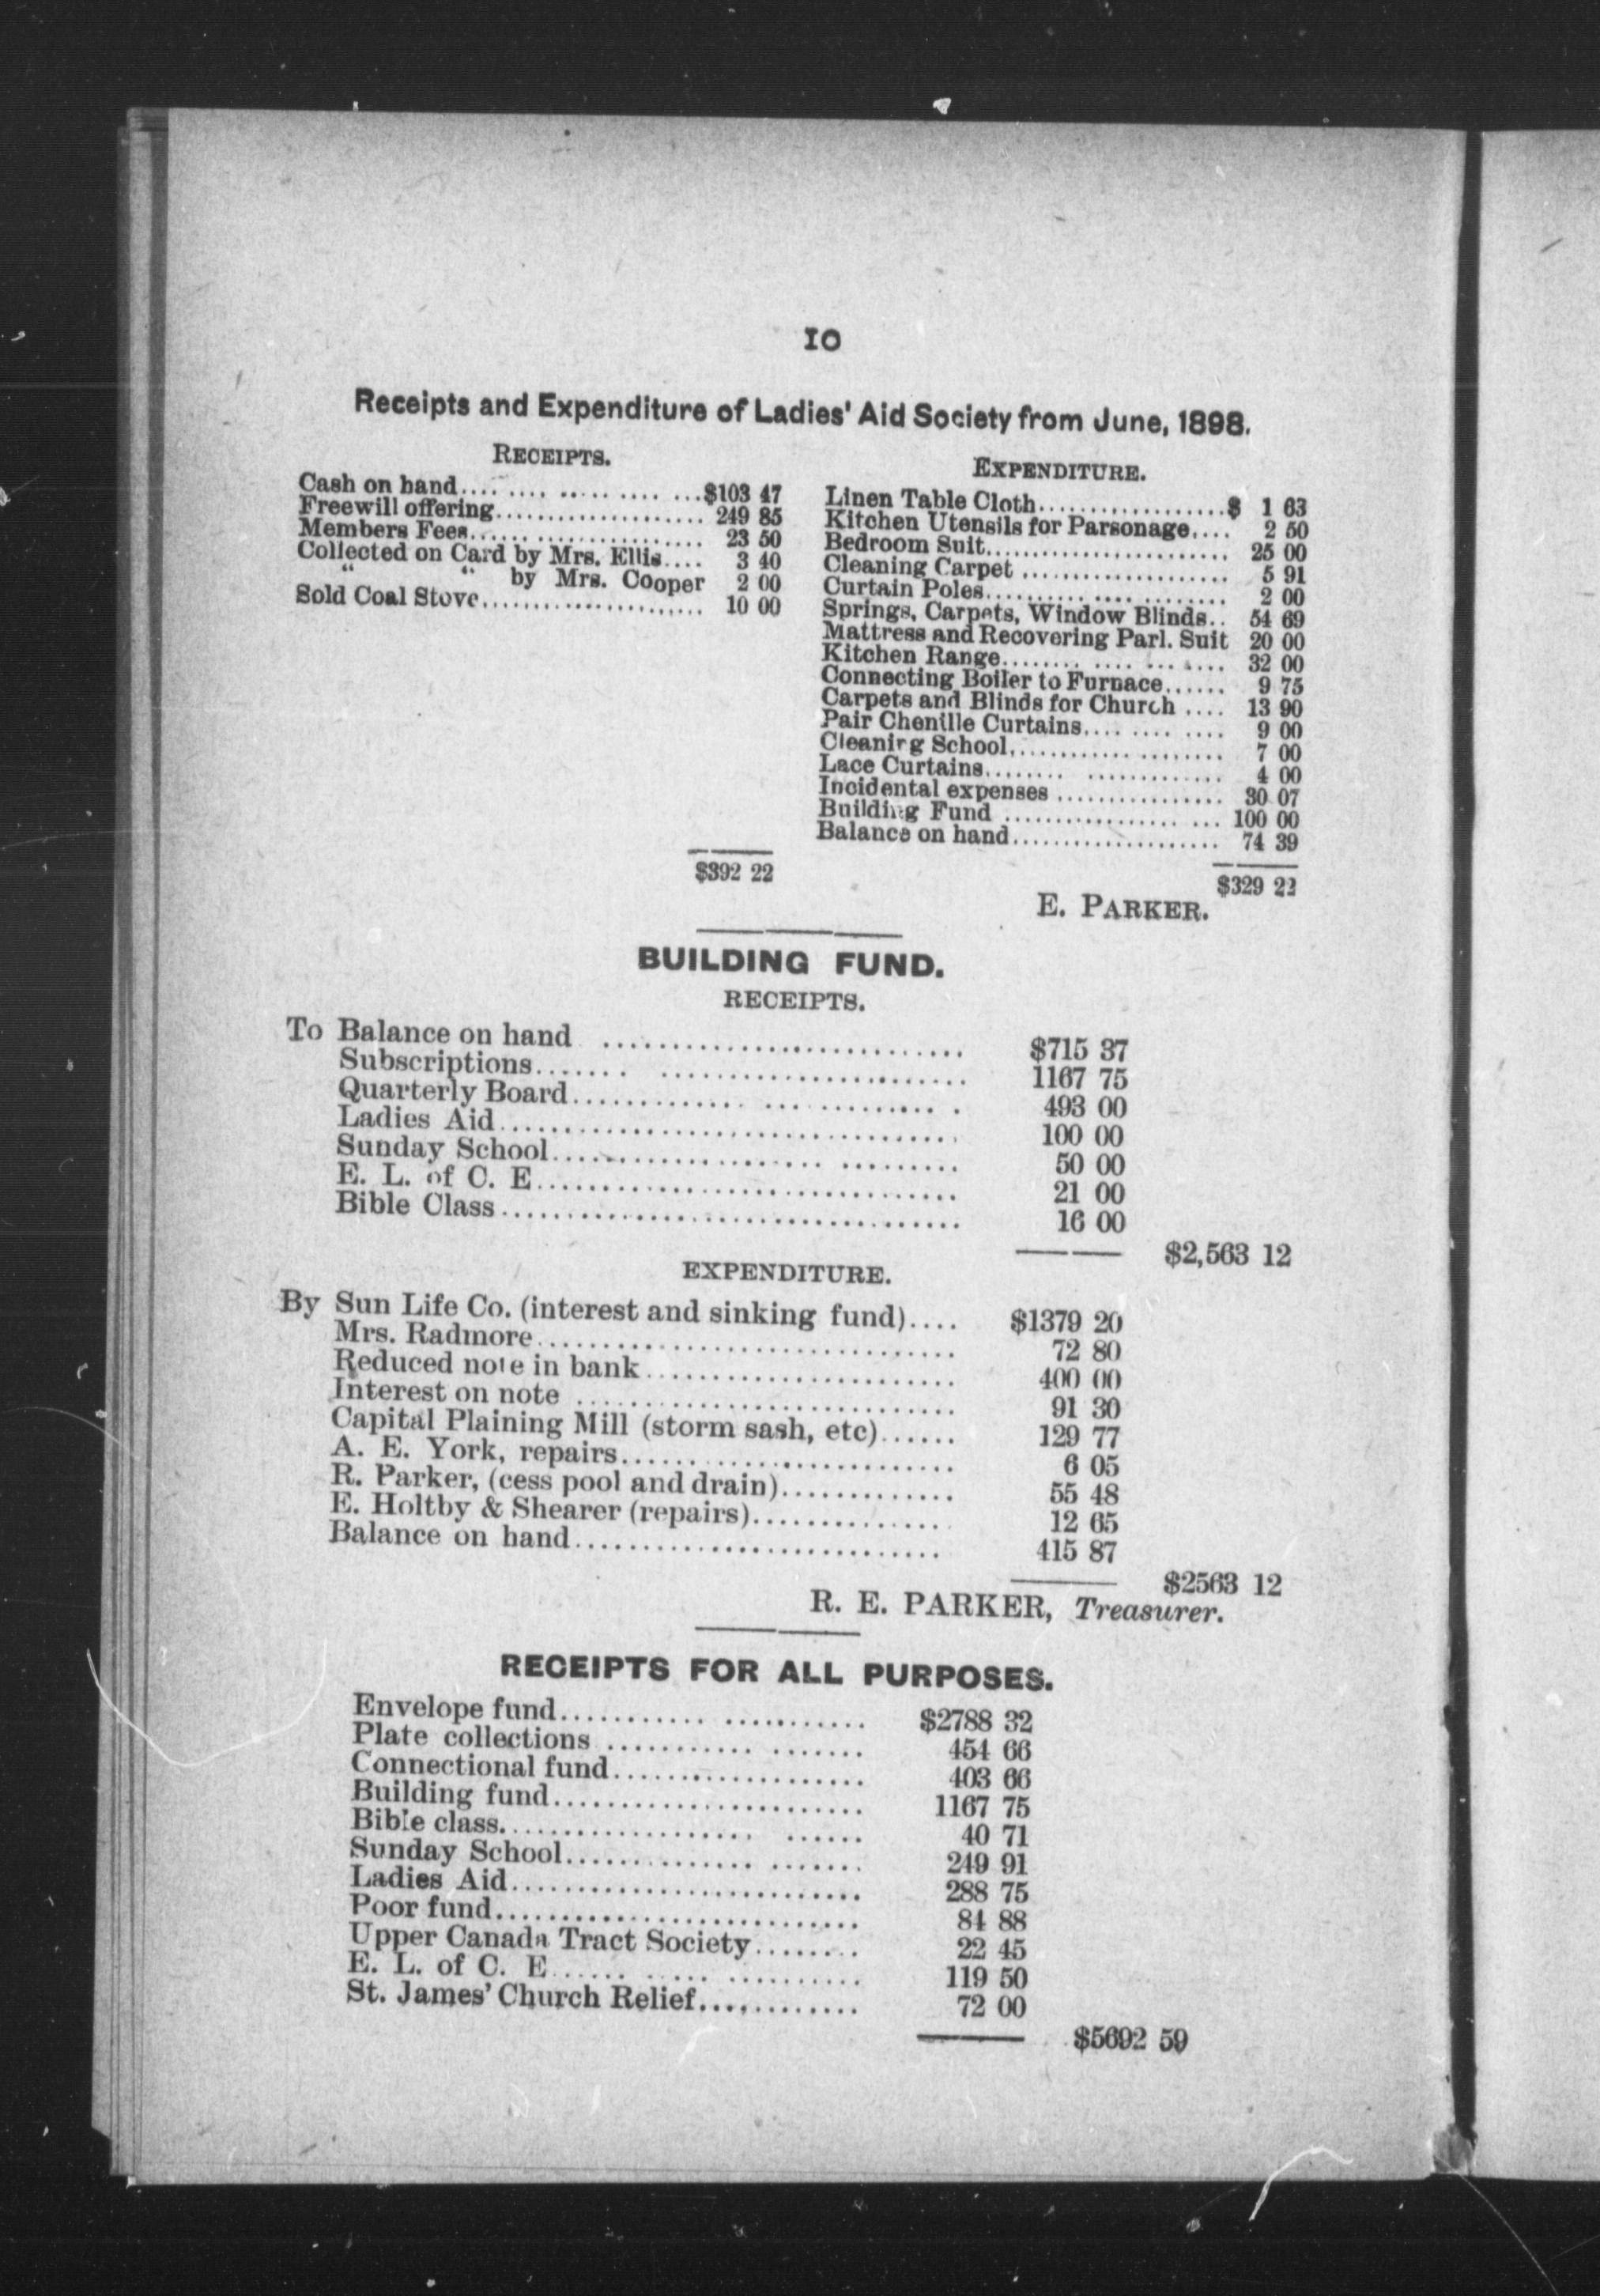 10
Receipts and Expenditure of Ladies' Aid Society from June, 1898.
RECEIPTS.
Cash on hand.... .... ..... .... ...$103 47
Freewill offering.................... 249 85
Members Fees....................... 23 50
Collected on Card by Mrs. Ellis.... 3 40
“ “ by Mrs. Cooper 2 00
Sold Coal Stove...................... 10 00
$392 22
EXPENDITURE.
Linen Table Cloth..................$ 1 63
Kitchen Utensils for Parsonage.... 2 50
Bedroom Suit....................... 25 00
Cleaning Carpet .................... 5 91
Curtain Poles........... .... ........ 2 00
Springs, Carpets, Window Blinds.. 54 69
Mattress and Recovering Parl. Suit 20 00
Kitchen Range........ .... ... .... 32 00
Connecting Boiler to Furnace...... 9 75
Carpets and Blinds for Church .... 13 90
Pair Chenille Curtains.... .... .... 9 00
Cleaning School............ ........ 7 00
Lace Curtains........ ............. 4 00
Incidental expenses ................ 30 07
Building Fund ................. ... 100 00
Balance on hand.................... 74 39
$329 22
E. PARKER.
BUILDING FUND.
RECEIPTS.
To Balance on hand ........................... $715 37
Subscriptions....... ....................... 1167 75
Quarterly Board............. ............. . 493 00
Ladies Aid.................................. 100 00
Sunday School.................... ......... 50 00
E. L. of C. E............................... 21 00
Bible Class.................................. 16 00
$2,563 12
EXPENDITURE.
By Sun Life Co. (interest and sinking fund).... $1379 20
Mrs. Radmore............................... 72 80
Reduced note in bank....................... 400 00
Interest on note ............................ 91 30
Capital Plaining Mill (storm sash, etc)...... 129 77
A. E. York, repairs......................... 6 05
R. Parker, (cess pool and drain)............. 55 48
E. Holtby & Shearer (repairs)............... 12 65
Balance on hand........................... 415 87
$2563 12
R. E. PARKER, Treasurer.
RECEIPTS FOR ALL PURPOSES.
Envelope fund........... ........... $2788 32
Plate collections ........... ....... 454 66
Connectional fund................... 403 66
Building fund....................... 1167 75
Bible class................... ...... 40 71
Sunday School.............. ....... 249 91
Ladies Aid.......................... 288 75
Poor fund........................... 84 88
Upper Canada Tract Society........ 22 45
E. L. of C. E...... ..... .......... 119 50
St. James' Church Relief............ 72 00
$5692 59